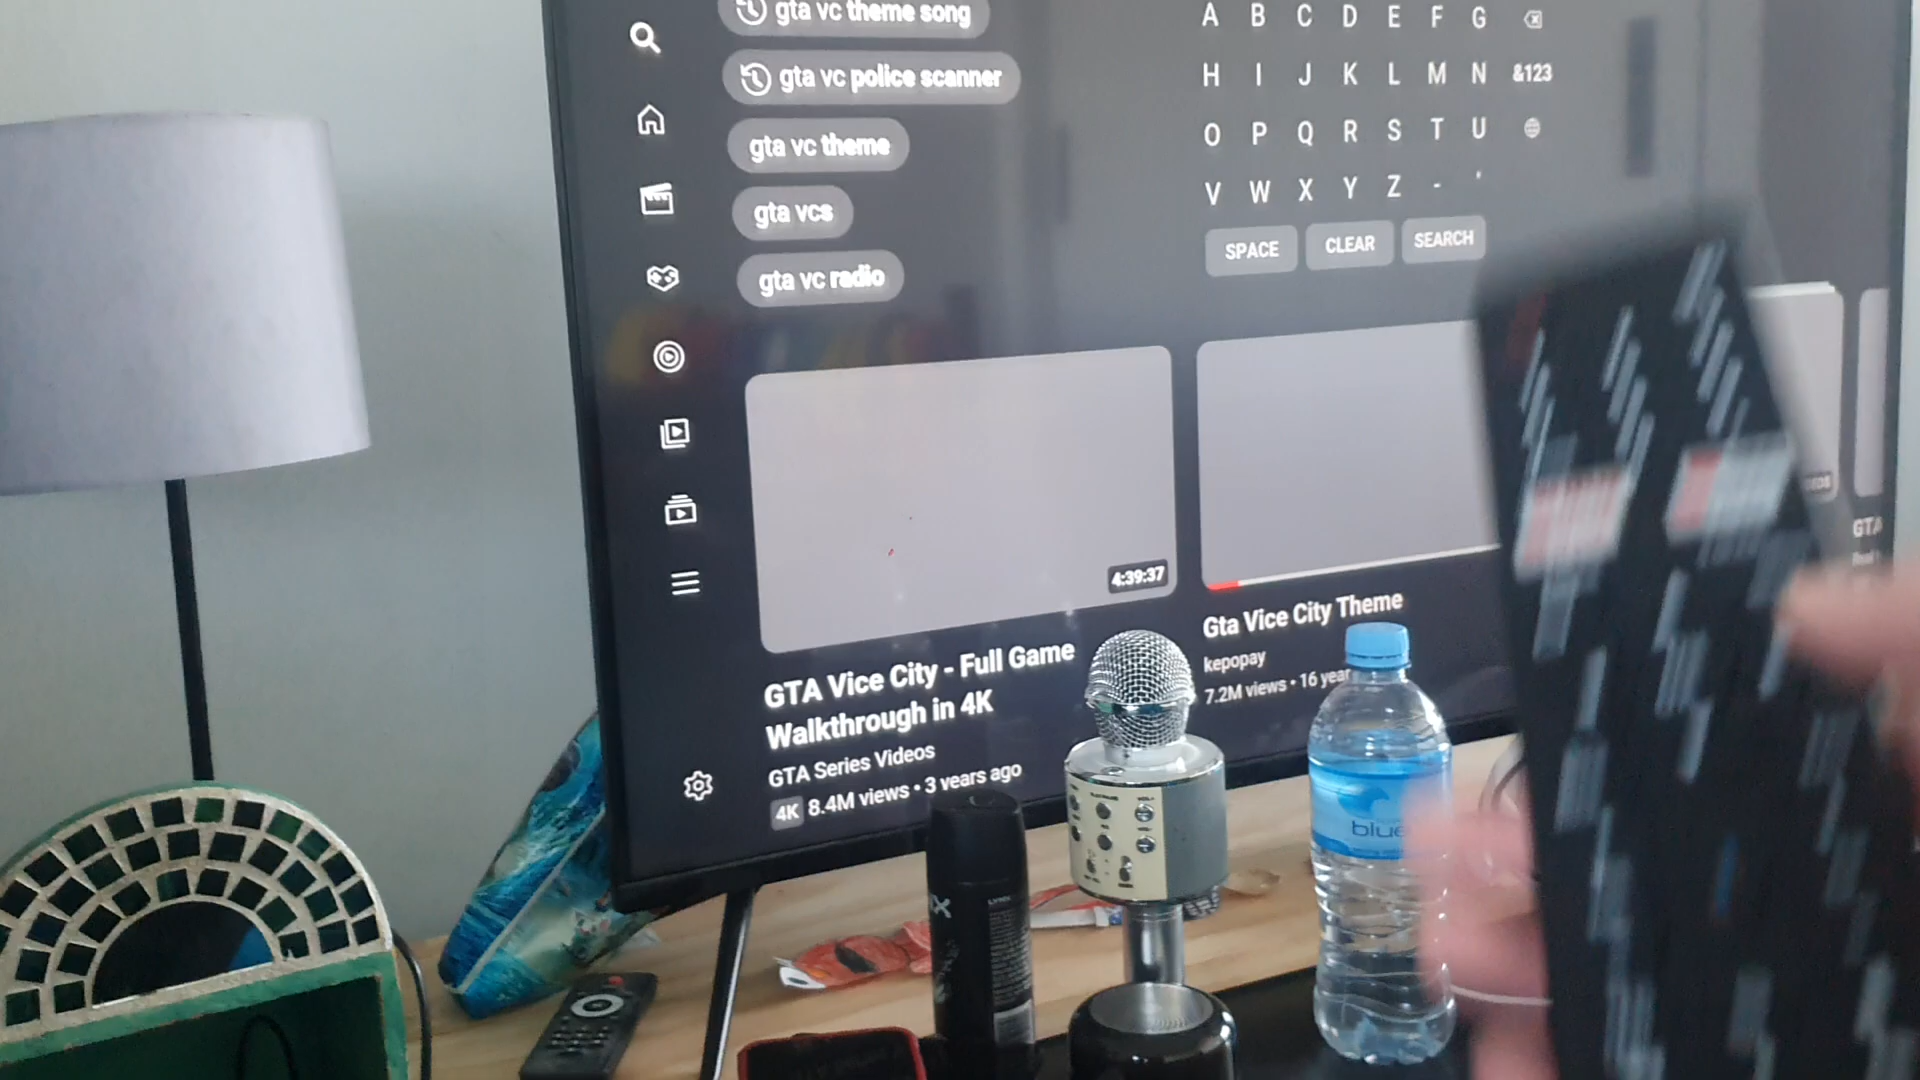 gta vc theme song
gta vc police scanner
gta vc theme
gta vcs
gta vc radio
A B C D E F G
H I J K L M N &123
O P Q R S T U
V W X Y Z - '
SPACE CLEAR SEARCH
4:39:37
GTA Vice City - Full Game
Walkthrough in 4K
GTA Series Videos
4K 8.4M views • 3 years ago
Gta Vice City Theme
kepopay
7.2M views • 16 year
GTA
blue
LYNX